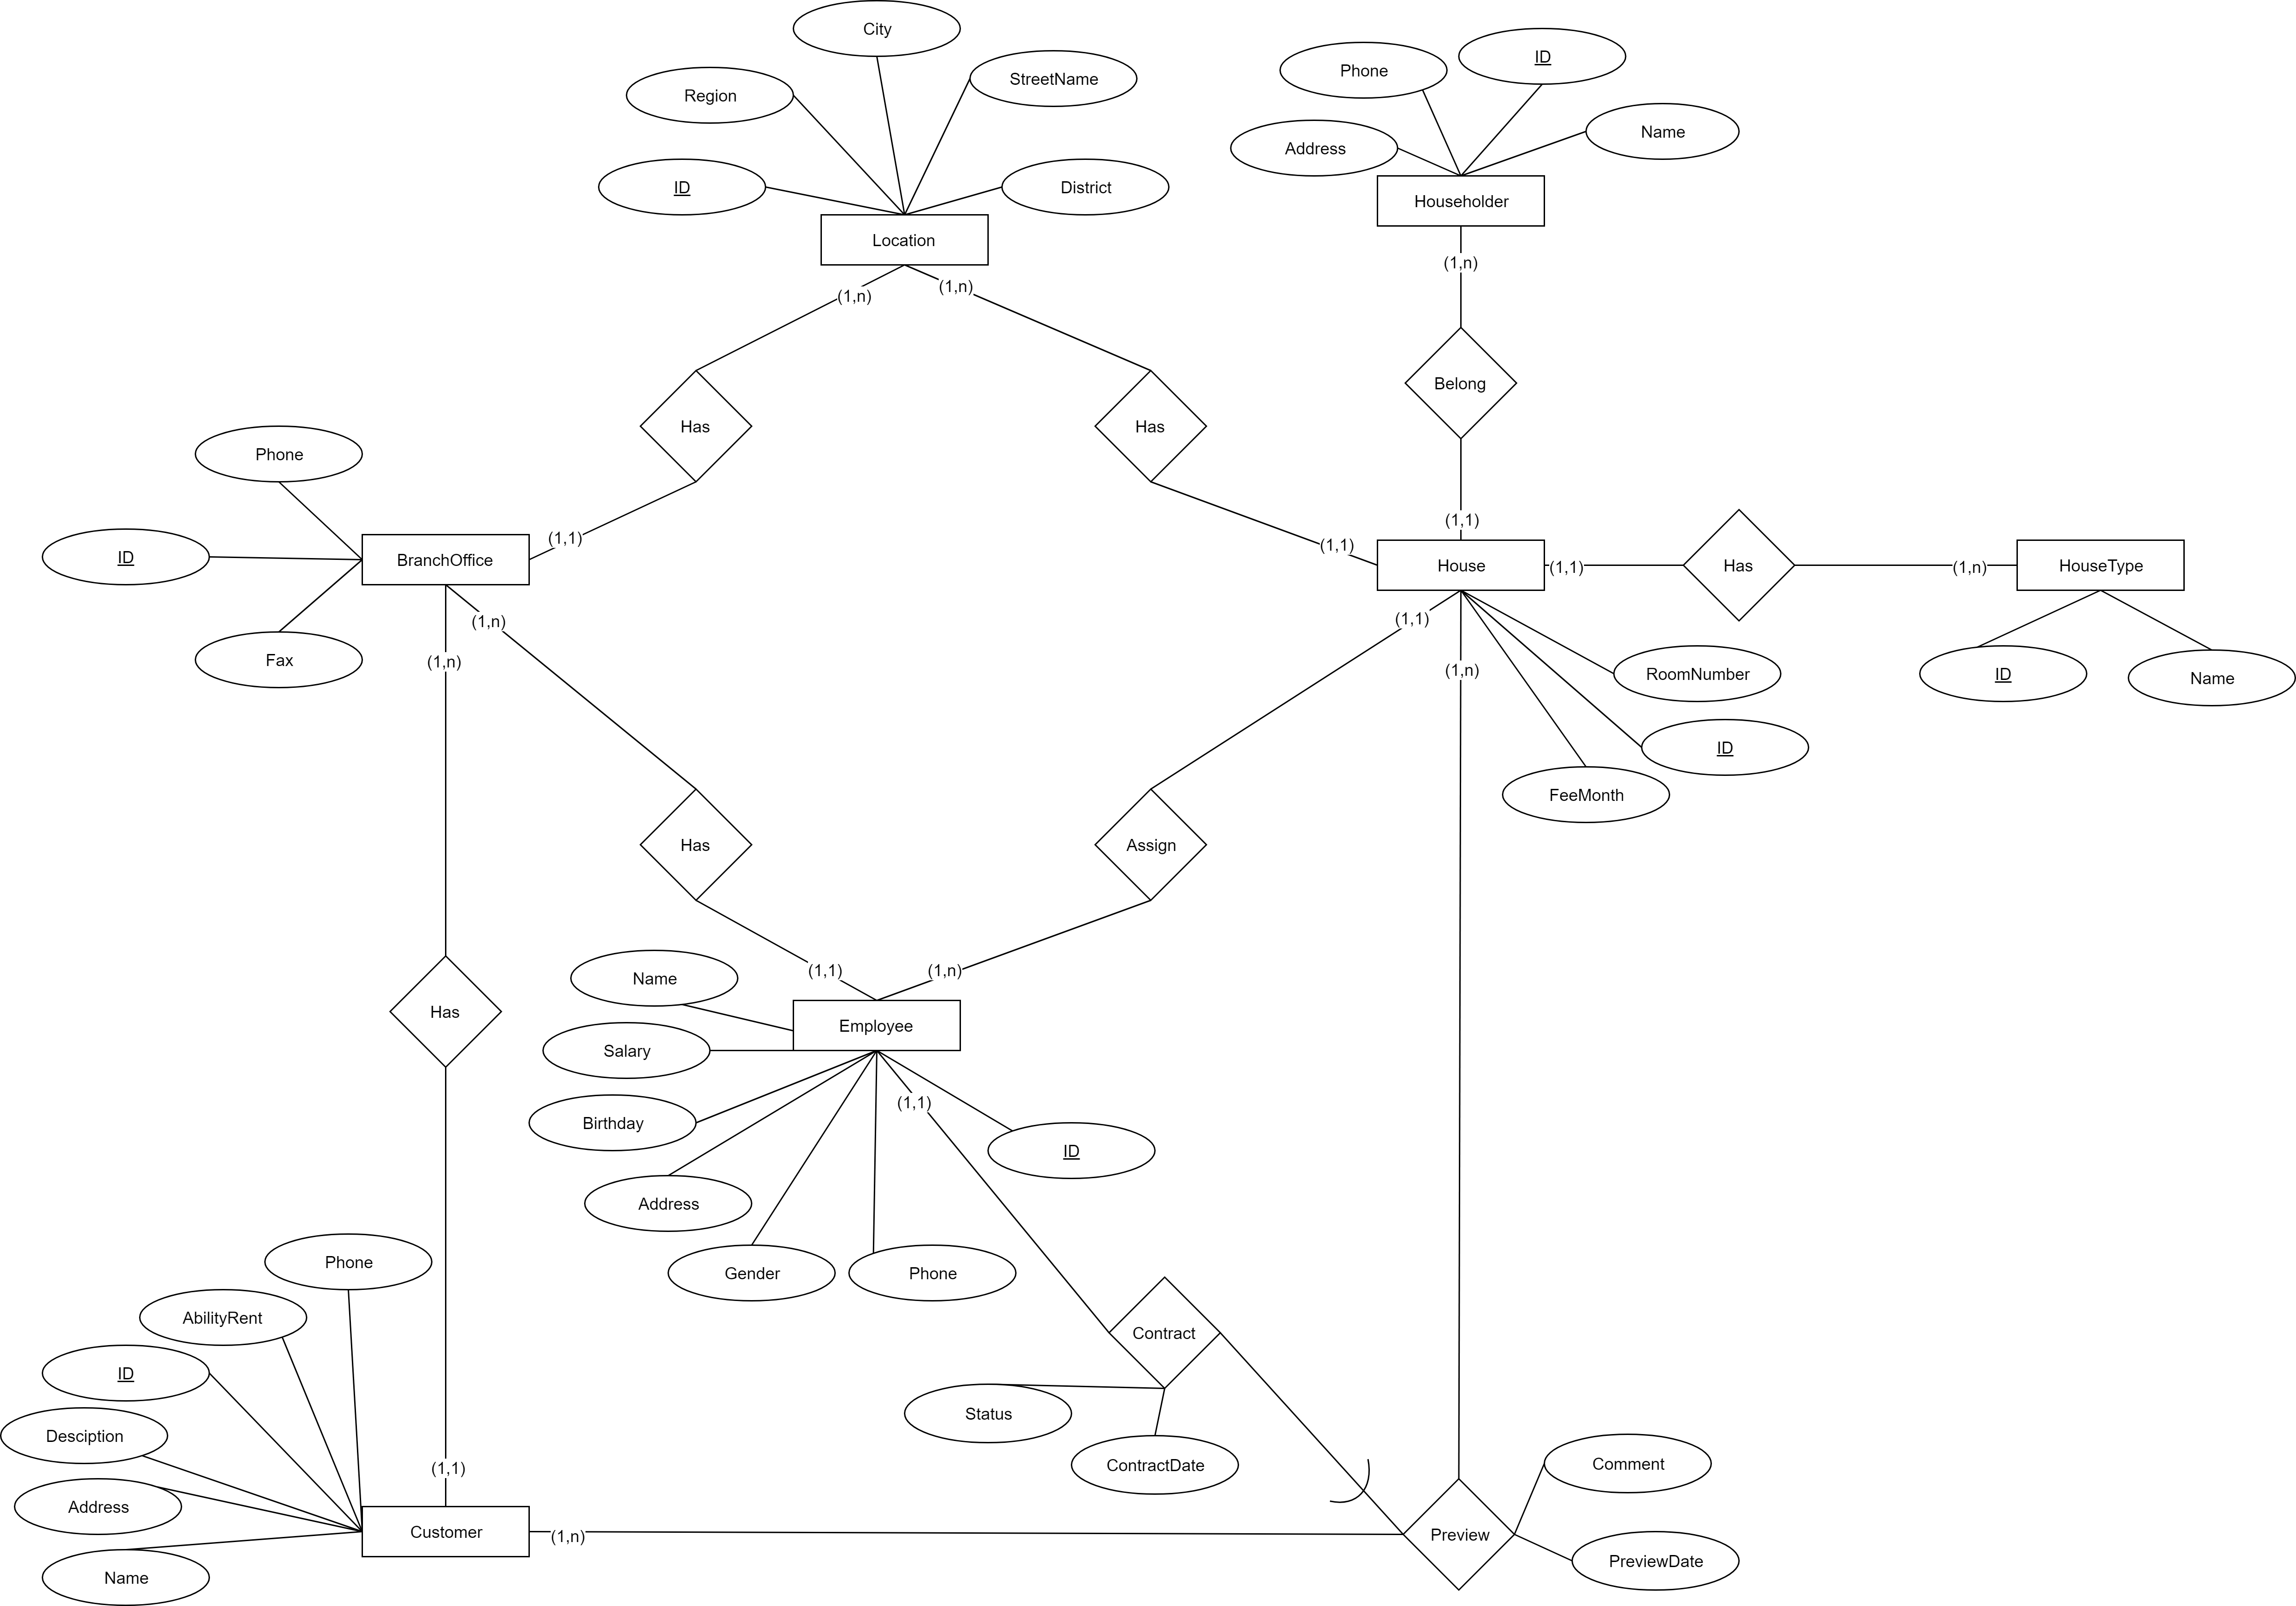 City
ID
Phone
StreetName
Region
Name
Address
ID
District
Householder
Location
(1,n)
(1,n)
(1,n)
Belong
Has
Has
Phone
(1,1)
(1,1)
(1,1)
ID
BranchOffice
House
(1,1)
Has
(1,n)
HouseType
(1,n)
(1,1)
Fax
(1,n)
(1,n)
RoomNumber
ID
Name
ID
FeeMonth
Has
Assign
(1,1)
(1,n)
Name
Has
Employee
Salary
(1,1)
Birthday
ID
Address
Phone
Gender
Phone
AbilityRent
Contract
ID
Status
Desciption
ContractDate
Comment
(1,1)
Address
Customer
(1,n)
Preview
PreviewDate
Name